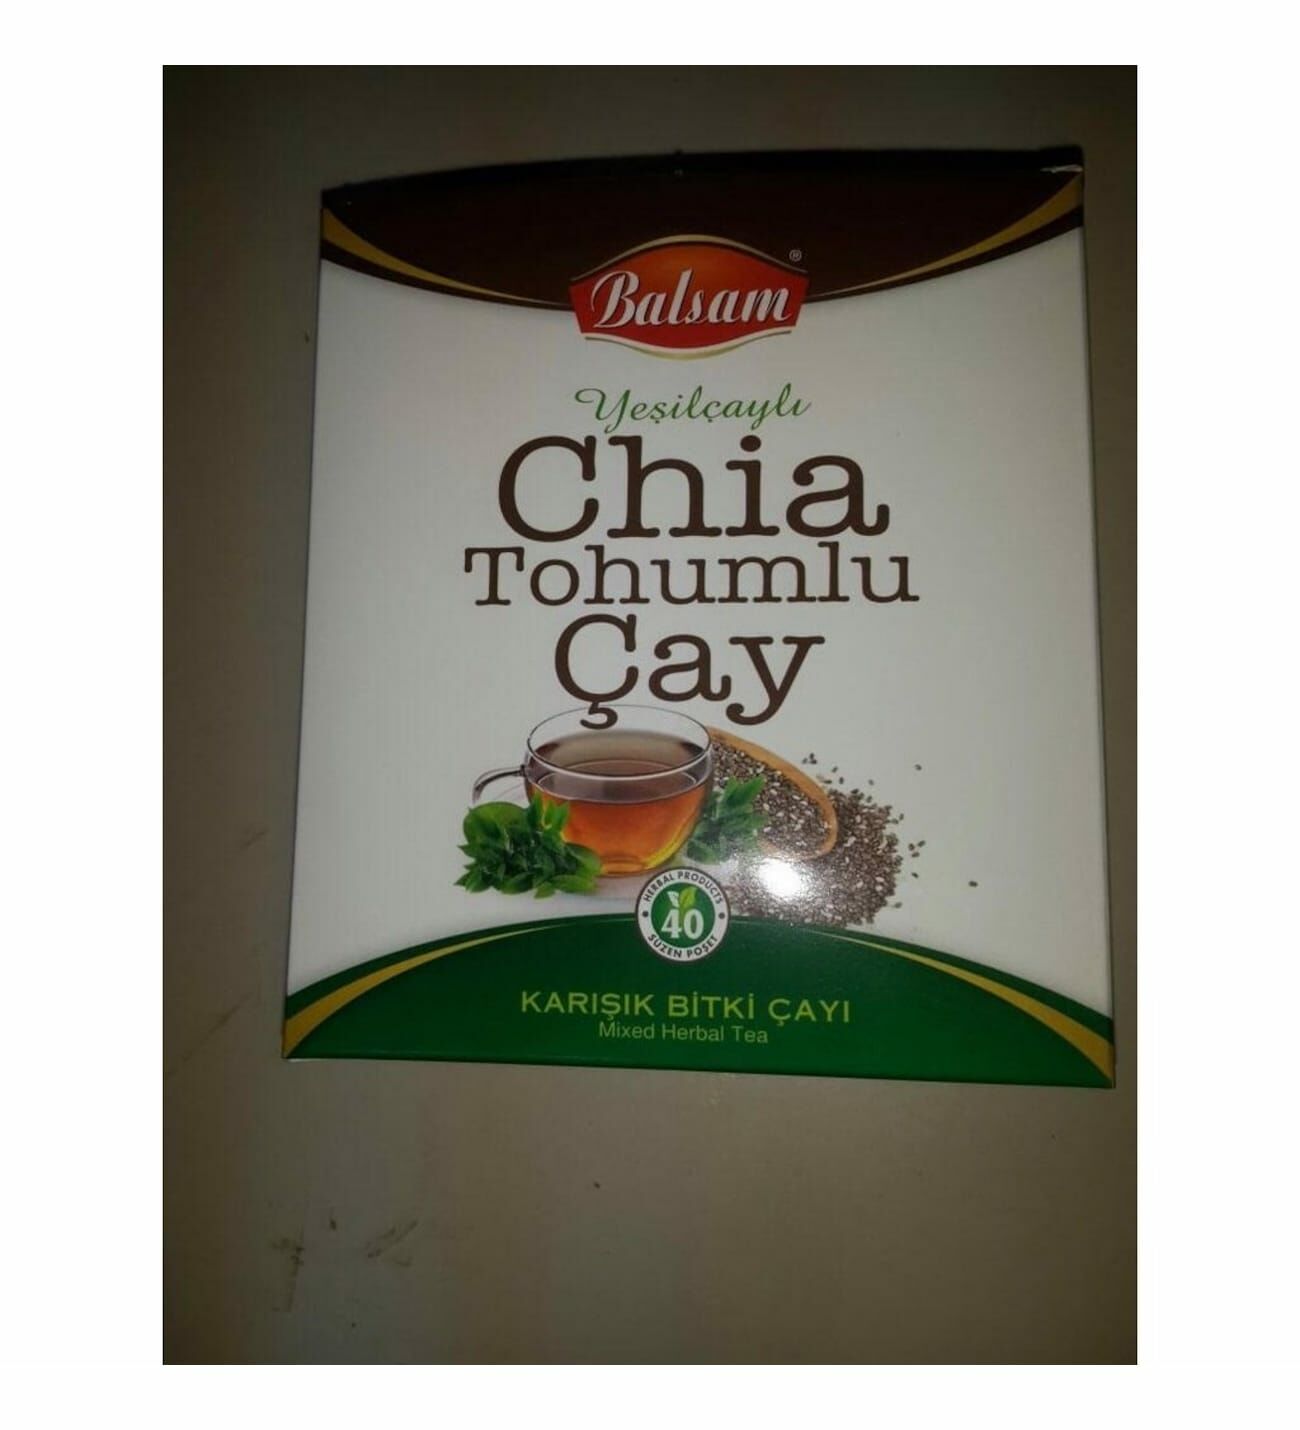 Balsam ®
Yeşilçaylı
Chia
Tohumlu
Çay
HERBAL PRODUCTS
40
SÜZEN POŞET
KARIŞIK BİTKİ ÇAYI
Mixed Herbal Tea